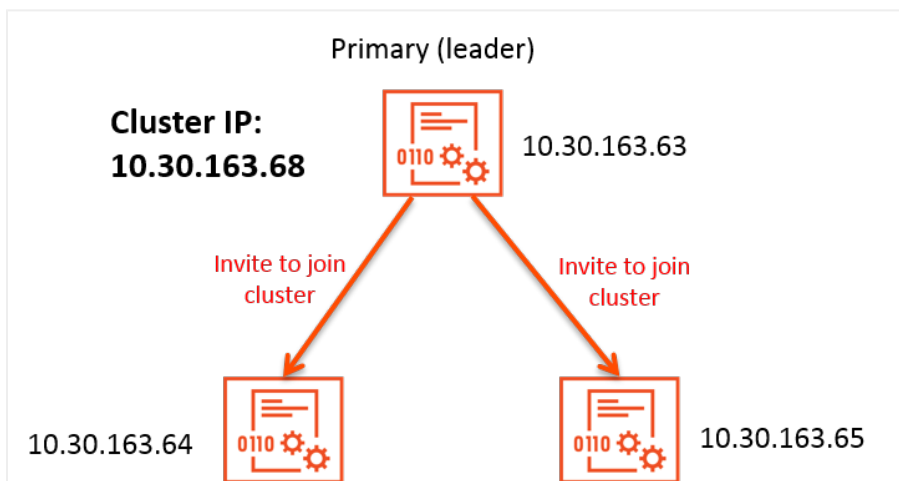 Primary (leader)
Cluster IP:
10.30.163.68
0110
10.30.163.63
Invite to join
cluster
Invite to join
cluster
10.30.163.64
0110
0110
10.30.163.65